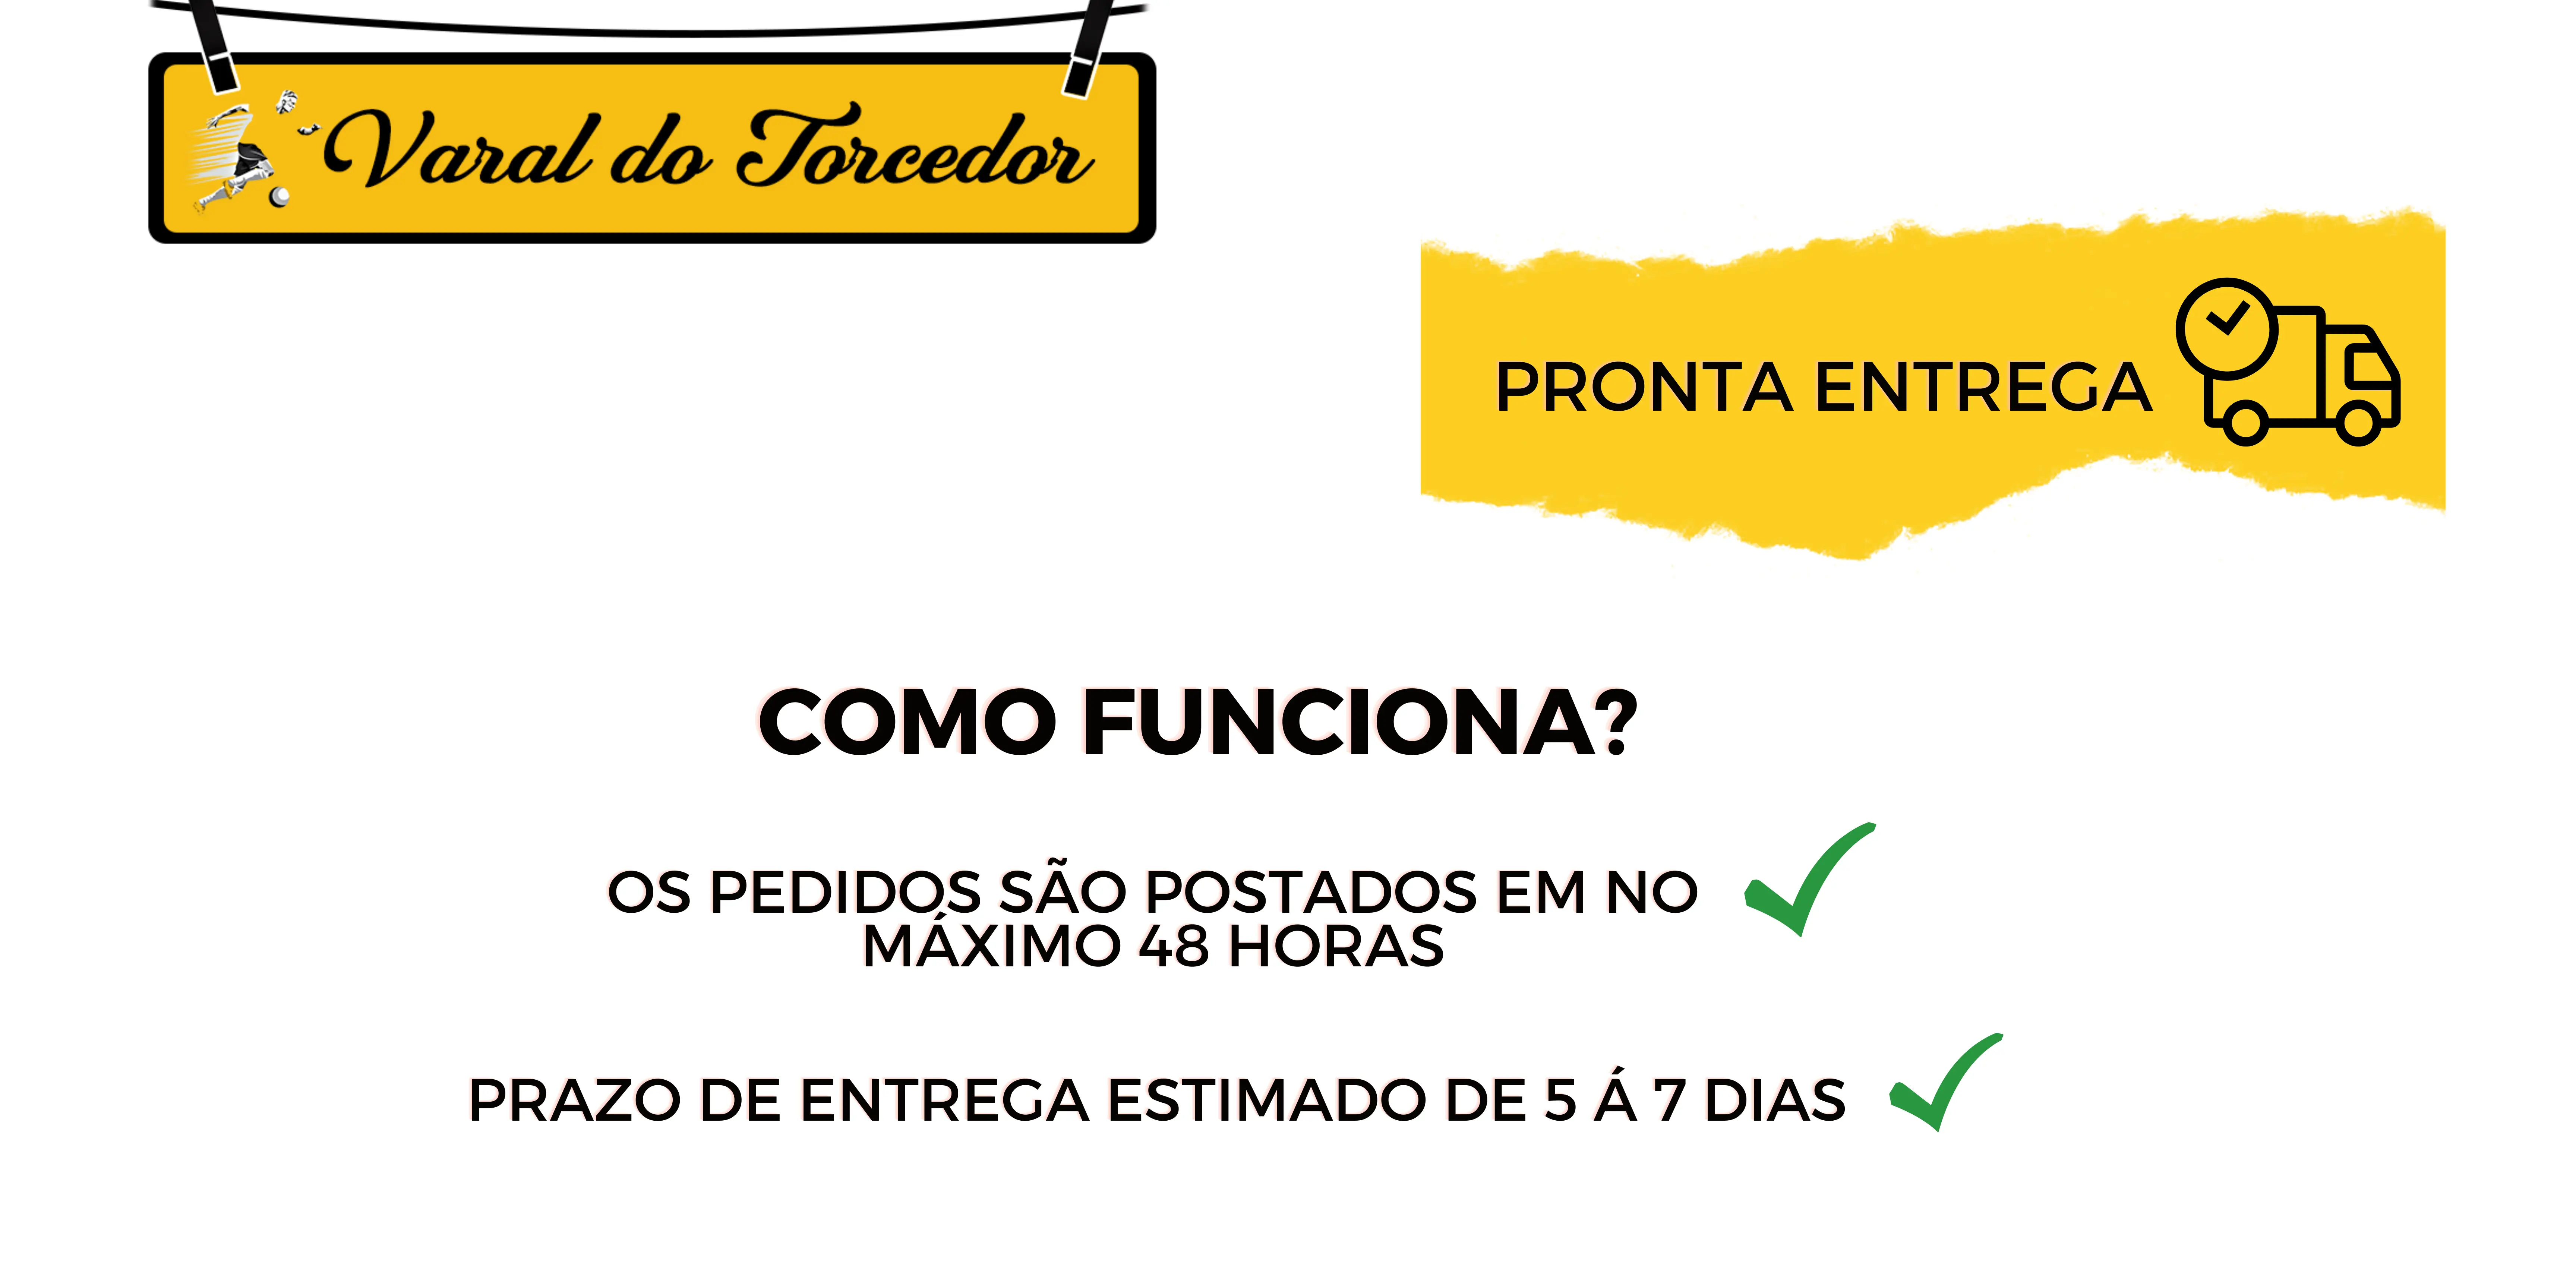 Varal do Torcedor
PRONTA ENTREGA
COMO FUNCIONA?
OS PEDIDOS SÃO POSTADOS EM NO
MÁXIMO 48 HORAS
PRAZO DE ENTREGA ESTIMADO DE 5 Á 7 DIAS